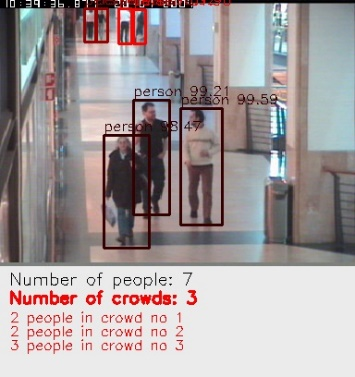 person 99.21
person 99.59
person 98.47
Number of people: 7
Number of crowds: 3
2 people in crowd no 1
2 people in crowd no 2
3 people in crowd no 3